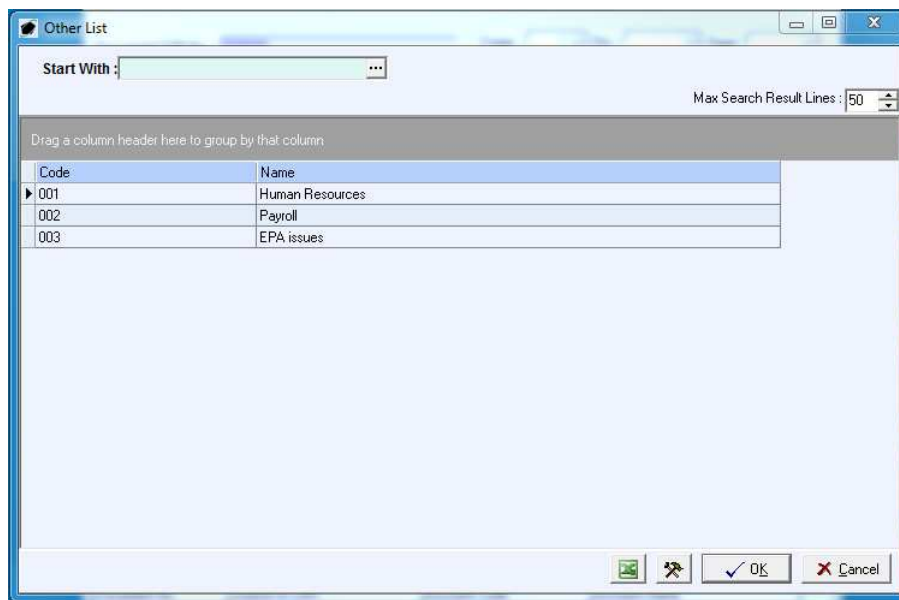 Other List
Start With :
...
Max Search Result Lines : 50
Drag a column header here to group by that column
Code Name
001 Human Resources
002 Payroll
003 EPA issues
OK Cancel